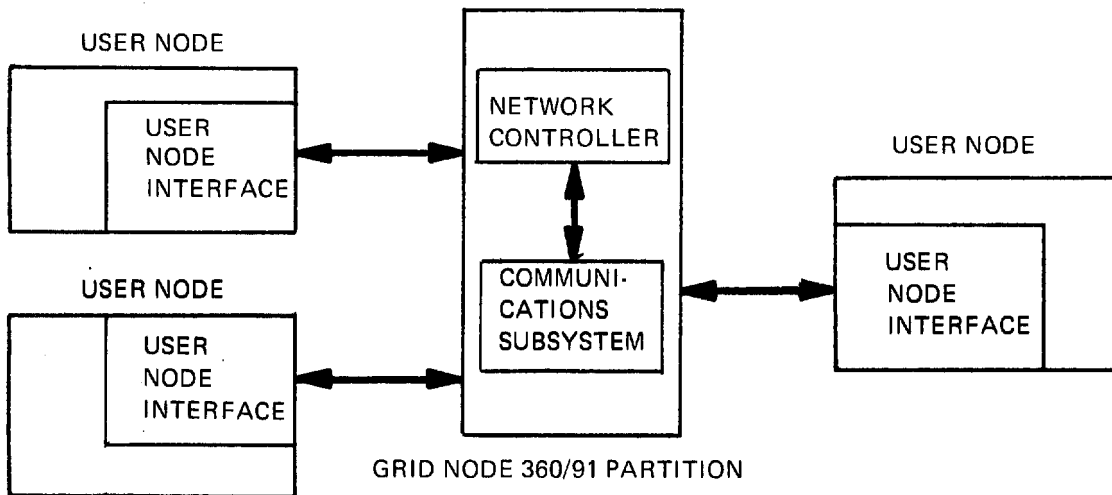 USER NODE
USER
NODE
INTERFACE
USER NODE
USER
NODE
INTERFACE
NETWORK
CONTROLLER
COMMUNI-
CATIONS
SUBSYSTEM
GRID NODE 360/91 PARTITION
USER NODE
USER
NODE
INTERFACE